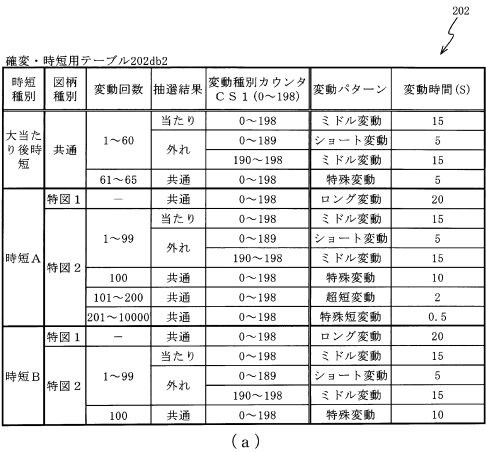 202
確変・時短用テーブル202db2
時短種別 図柄種別 変動回数 抽選結果 変動種別カウンタCS1(0～198) 変動パターン 変動時間(S)
大当たり後時短 共通 1～60 当たり 0～198 ミドル変動 15
外れ 0～189 ショート変動 5
190～198 ミドル変動 15
61～65 共通 0～198 特殊変動 5
時短A 特図1 － 共通 0～198 ロング変動 20
特図2 1～99 当たり 0～198 ミドル変動 15
外れ 0～189 ショート変動 5
190～198 ミドル変動 15
100 共通 0～198 特殊変動 10
101～200 共通 0～198 超短変動 2
201～10000 共通 0～198 特殊短変動 0.5
時短B 特図1 － 共通 0～198 ロング変動 20
特図2 1～99 当たり 0～198 ミドル変動 15
外れ 0～189 ショート変動 5
190～198 ミドル変動 15
100 共通 0～198 特殊変動 10
(a)